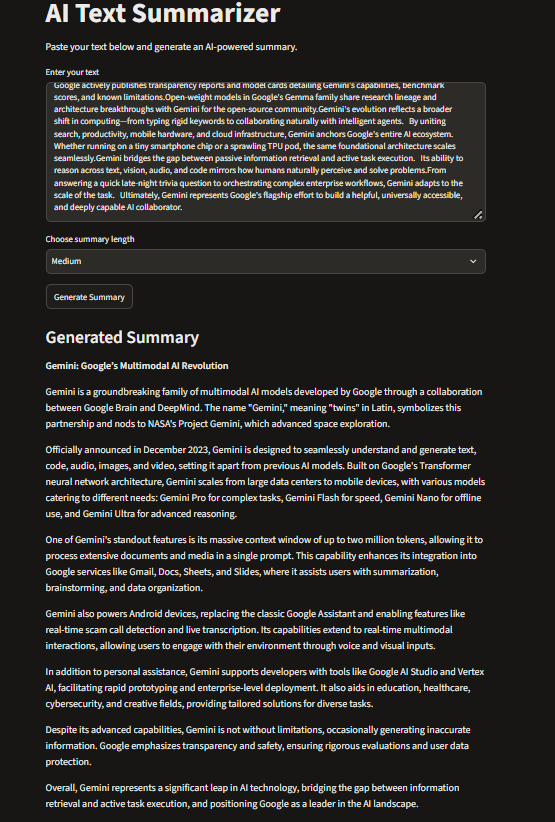 AI Text Summarizer
Paste your text below and generate an AI-powered summary.
Enter your text
Google actively publishes transparency reports and model cards detailing Gemini's capabilities, benchmark
scores, and known limitations.Open-weight models in Google's Gemma family share research lineage and
architecture breakthroughs with Gemini for the open-source community.Gemini's evolution reflects a broader
shift in computing—from typing rigid keywords to collaborating naturally with intelligent agents.   By uniting
search, productivity, mobile hardware, and cloud infrastructure, Gemini anchors Google's entire AI ecosystem.
Whether running on a tiny smartphone chip or a sprawling TPU pod, the same foundational architecture scales
seamlessly.Gemini bridges the gap between passive information retrieval and active task execution.   Its ability to
reason across text, vision, audio, and code mirrors how humans naturally perceive and solve problems.From
answering a quick late-night trivia question to orchestrating complex enterprise workflows, Gemini adapts to the
scale of the task.   Ultimately, Gemini represents Google's flagship effort to build a helpful, universally accessible,
and deeply capable AI collaborator.
Choose summary length
Medium
Generate Summary
Generated Summary
Gemini: Google's Multimodal AI Revolution
Gemini is a groundbreaking family of multimodal AI models developed by Google through a collaboration
between Google Brain and DeepMind. The name "Gemini," meaning "twins" in Latin, symbolizes this
partnership and nods to NASA's Project Gemini, which advanced space exploration.
Officially announced in December 2023, Gemini is designed to seamlessly understand and generate text,
code, audio, images, and video, setting it apart from previous AI models. Built on Google's Transformer
neural network architecture, Gemini scales from large data centers to mobile devices, with various models
catering to different needs: Gemini Pro for complex tasks, Gemini Flash for speed, Gemini Nano for offline
use, and Gemini Ultra for advanced reasoning.
One of Gemini's standout features is its massive context window of up to two million tokens, allowing it to
process extensive documents and media in a single prompt. This capability enhances its integration into
Google services like Gmail, Docs, Sheets, and Slides, where it assists users with summarization,
brainstorming, and data organization.
Gemini also powers Android devices, replacing the classic Google Assistant and enabling features like
real-time scam call detection and live transcription. Its capabilities extend to real-time multimodal
interactions, allowing users to engage with their environment through voice and visual inputs.
In addition to personal assistance, Gemini supports developers with tools like Google AI Studio and Vertex
AI, facilitating rapid prototyping and enterprise-level deployment. It also aids in education, healthcare,
cybersecurity, and creative fields, providing tailored solutions for diverse tasks.
Despite its advanced capabilities, Gemini is not without limitations, occasionally generating inaccurate
information. Google emphasizes transparency and safety, ensuring rigorous evaluations and user data
protection.
Overall, Gemini represents a significant leap in AI technology, bridging the gap between information
retrieval and active task execution, and positioning Google as a leader in the AI landscape.